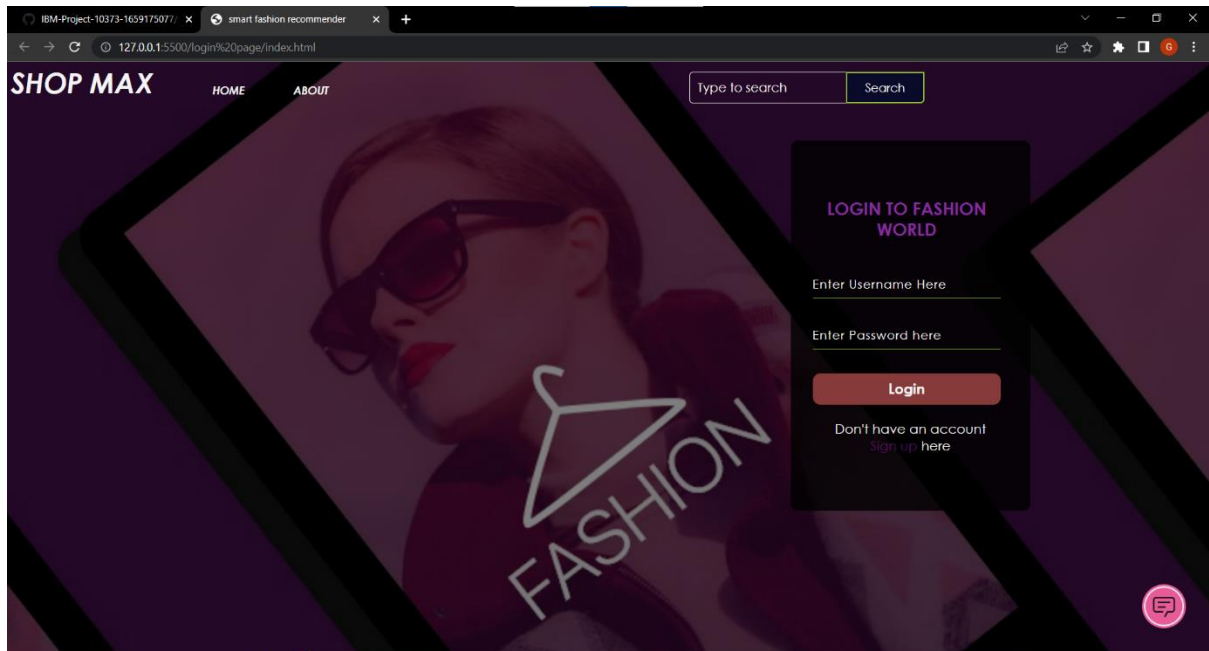 IBM-Project-10373-1659175077/
smart fashion recommender
127.0.0.1:5500/login%20page/index.html
G
SHOP MAX
HOME
ABOUT
Type to search
Search
LOGIN TO FASHION
WORLD
Enter Username Here
Enter Password here
Login
Don't have an account
Sign up here
FASHION